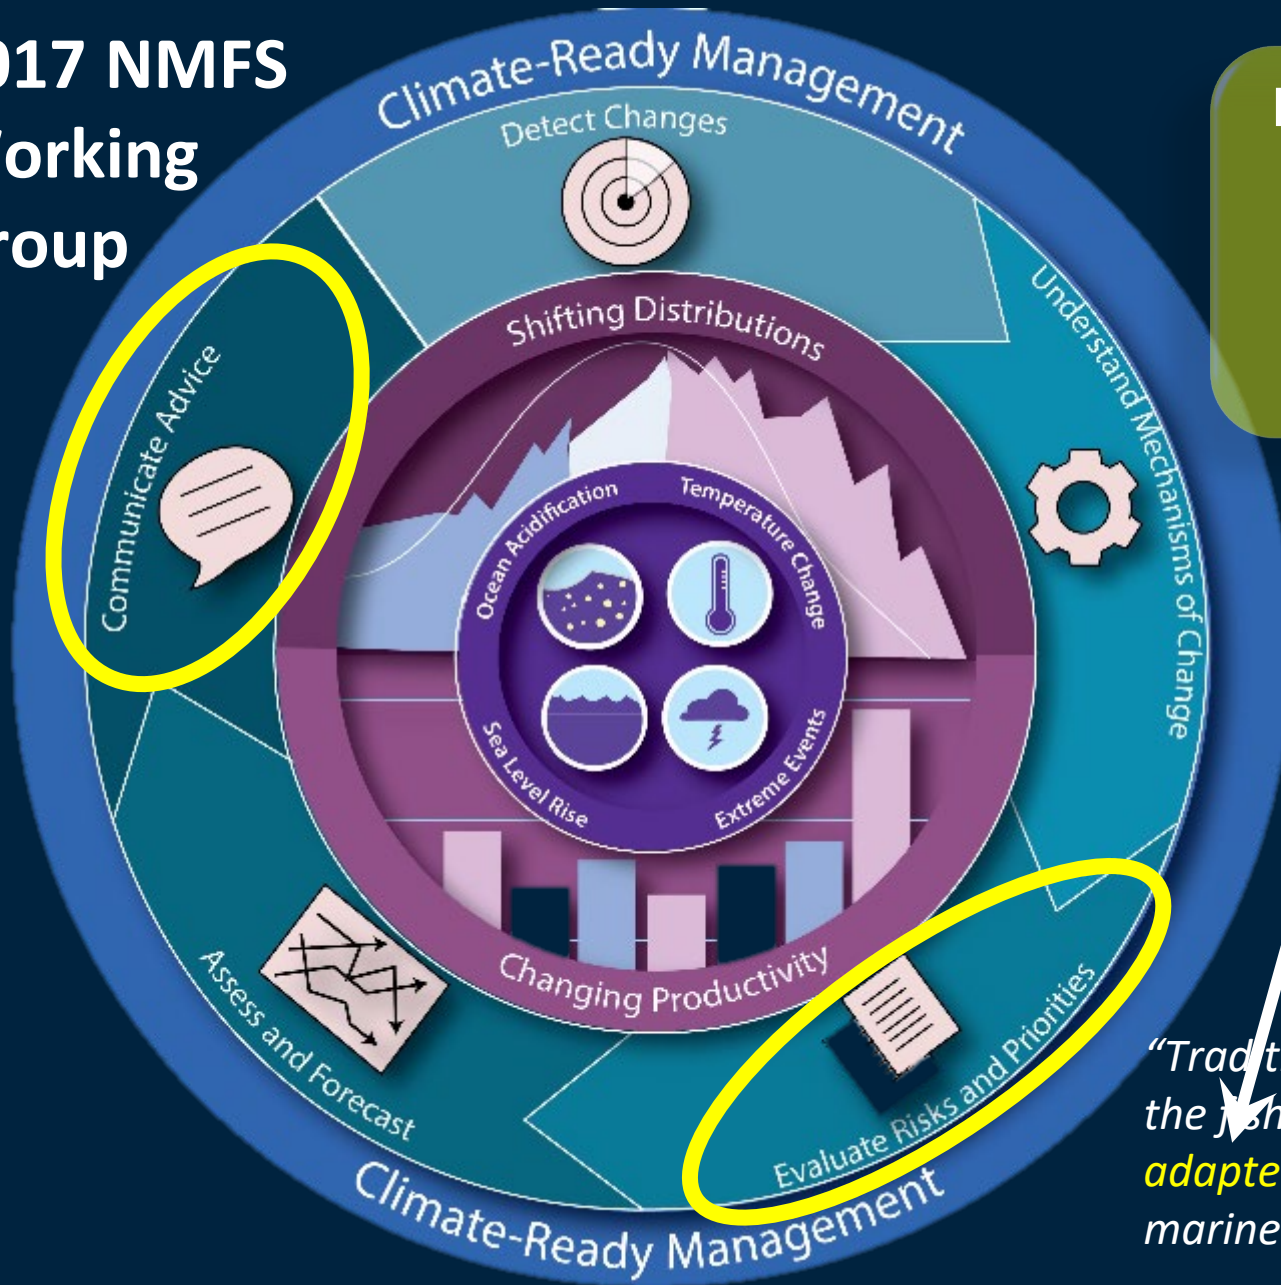 017 NMFS
orking
roup
Climate-Ready Management
Detect Changes
Understand Mechanisms of Change
Communicate Advice
Shifting Distributions
Ocean Acidification
Temperature Change
Sea Level Rise
Extreme Events
Changing Productivity
Assess and Forecast
Evaluate Risks and Priorities
Climate-Ready Management
“Tradit
the fish
adapte
marine